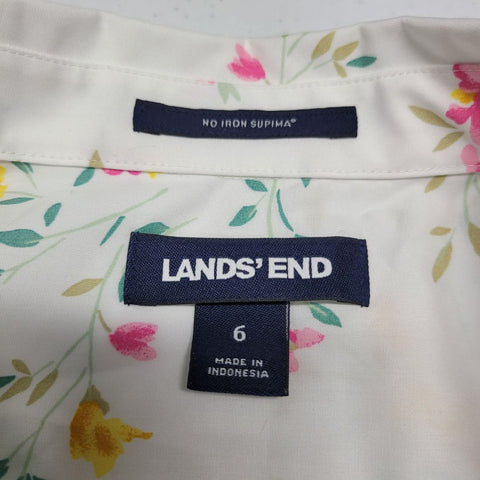 NO IRON SUPIMA®
LANDS' END
6
MADE IN
INDONESIA